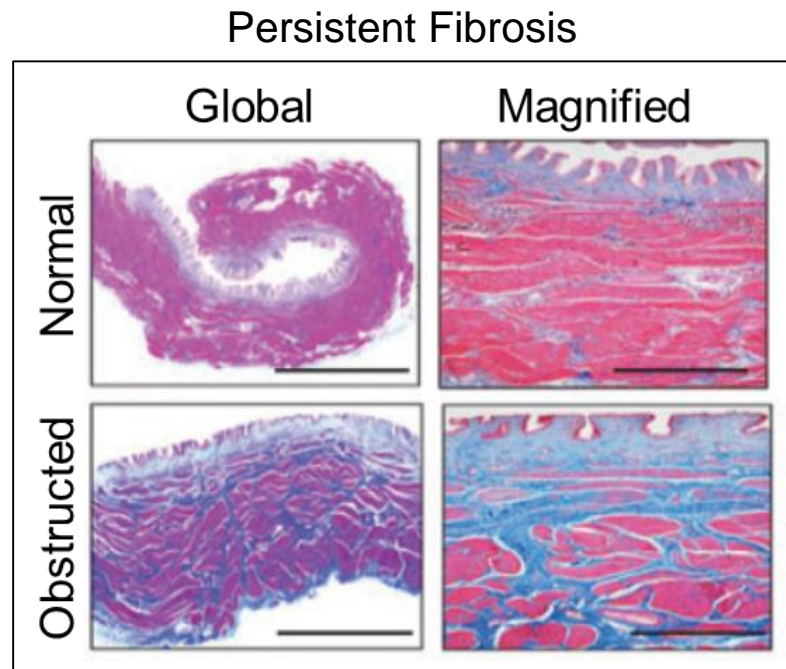 Persistent Fibrosis
Global
Magnified
Normal
Obstructed